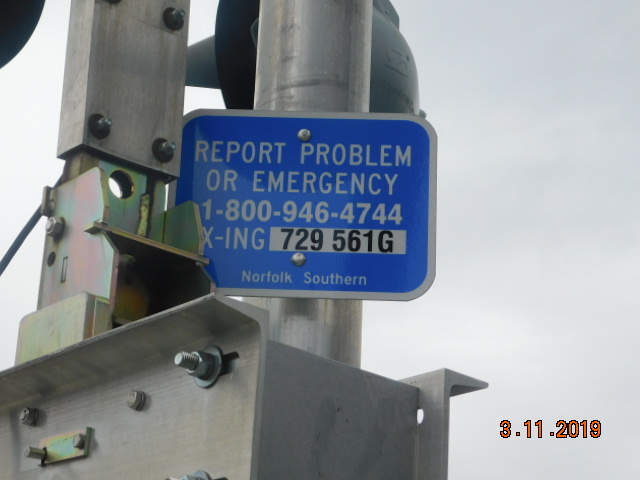 REPORT PROBLEM
OR EMERGENCY
1-800-946-4744
X-ING 729 561G
Norfolk Southern
3.11.2019